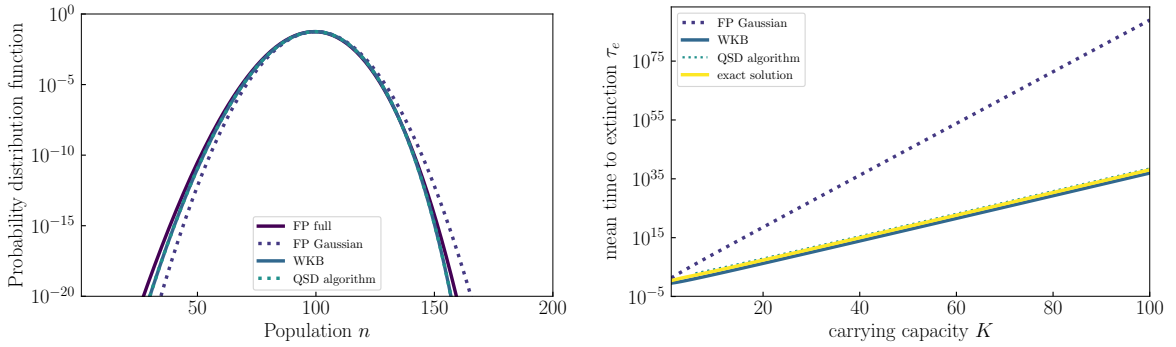 Probability distribution function
10^0
10^−5
10^−10
10^−15
10^−20
50
100
150
200
Population n
FP full
FP Gaussian
WKB
QSD algorithm
mean time to extinction τ_e
10^75
10^55
10^35
10^15
10^−5
20
40
60
80
100
carrying capacity K
FP Gaussian
WKB
QSD algorithm
exact solution